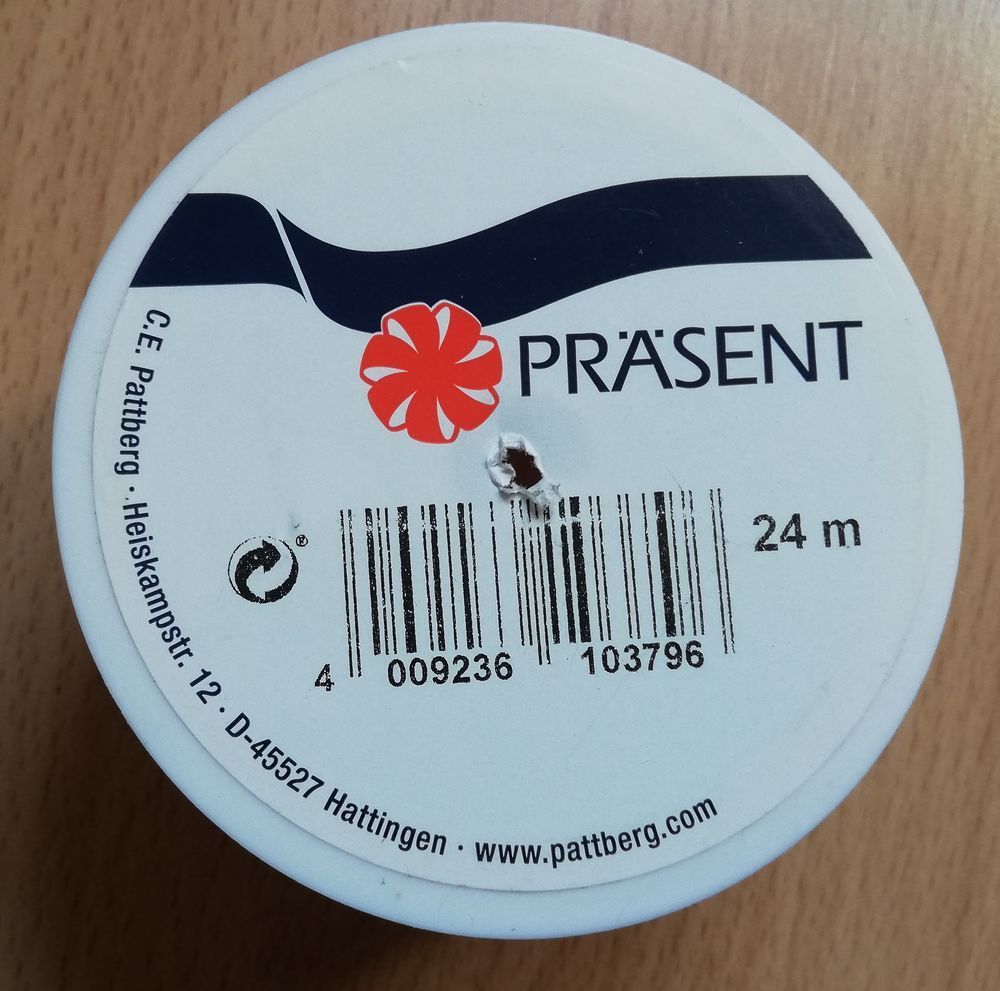 PRÄSENT
24 m
®
4 009236 103796
C.E. Pattberg · Heiskampstr. 12 · D-45527 Hattingen · www.pattberg.com